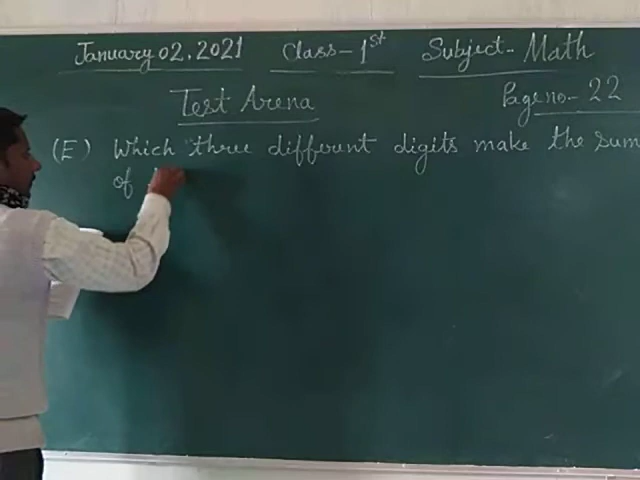 January 02, 2021 Class-1st Subject- Math
Test Arena Page no- 22
(E) Which three different digits make the sum
of